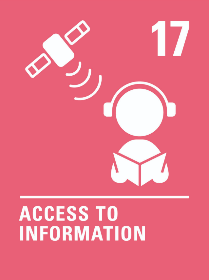 17
ACCESS TO
INFORMATION